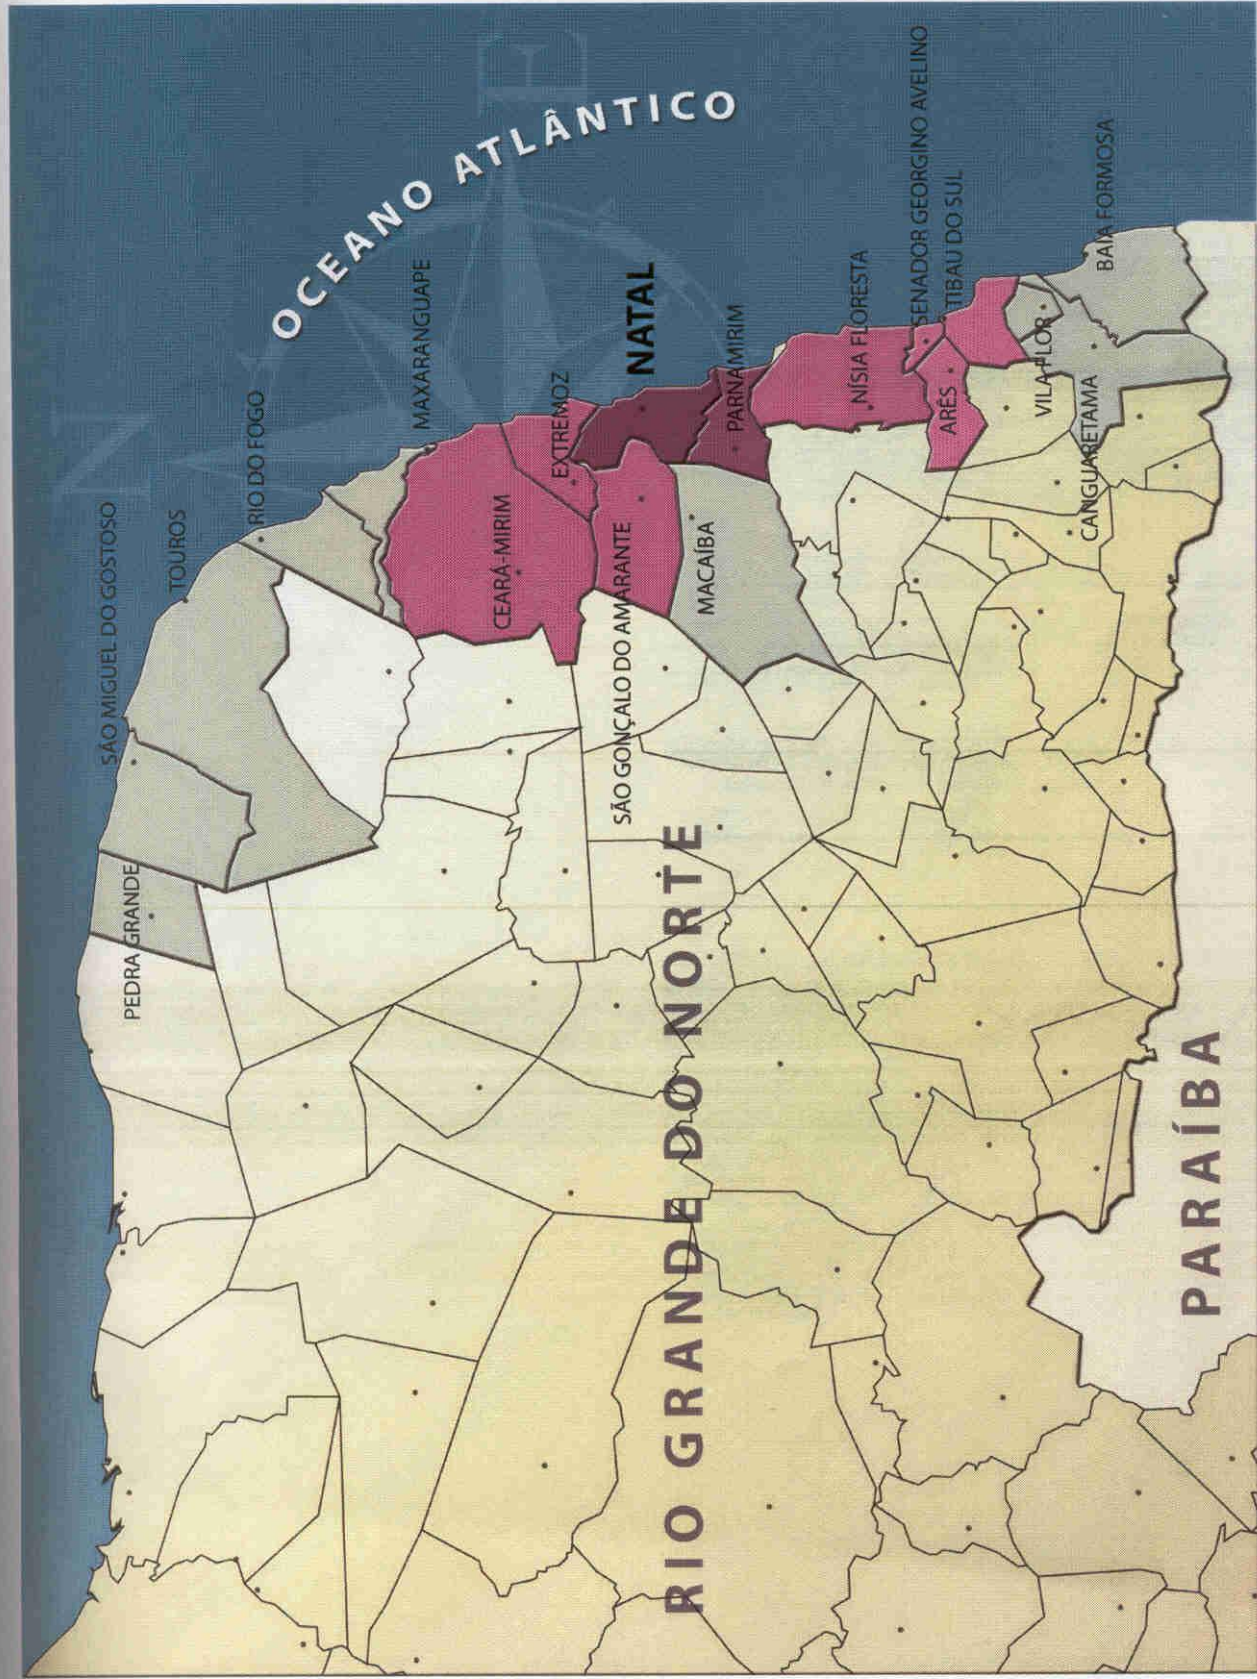 N
E
OCEANO ATLÂNTICO
SÃO MIGUEL DO GOSTOSO
TOUROS
RIO DO FOGO
PEDRA GRANDE
MAXARANGUAPE
CEARÁ-MIRIM
EXTREMOZ
NATAL
SÃO GONÇALO DO AMARANTE
PARNAMIRIM
MACAÍBA
NÍSIA FLORESTA
SENADOR GEORGINO AVELINO
TIBAU DO SUL
ARÊS
VILA FLOR
CANGUARETAMA
BAIA FORMOSA
RIO GRANDE DO NORTE
PARAÍBA